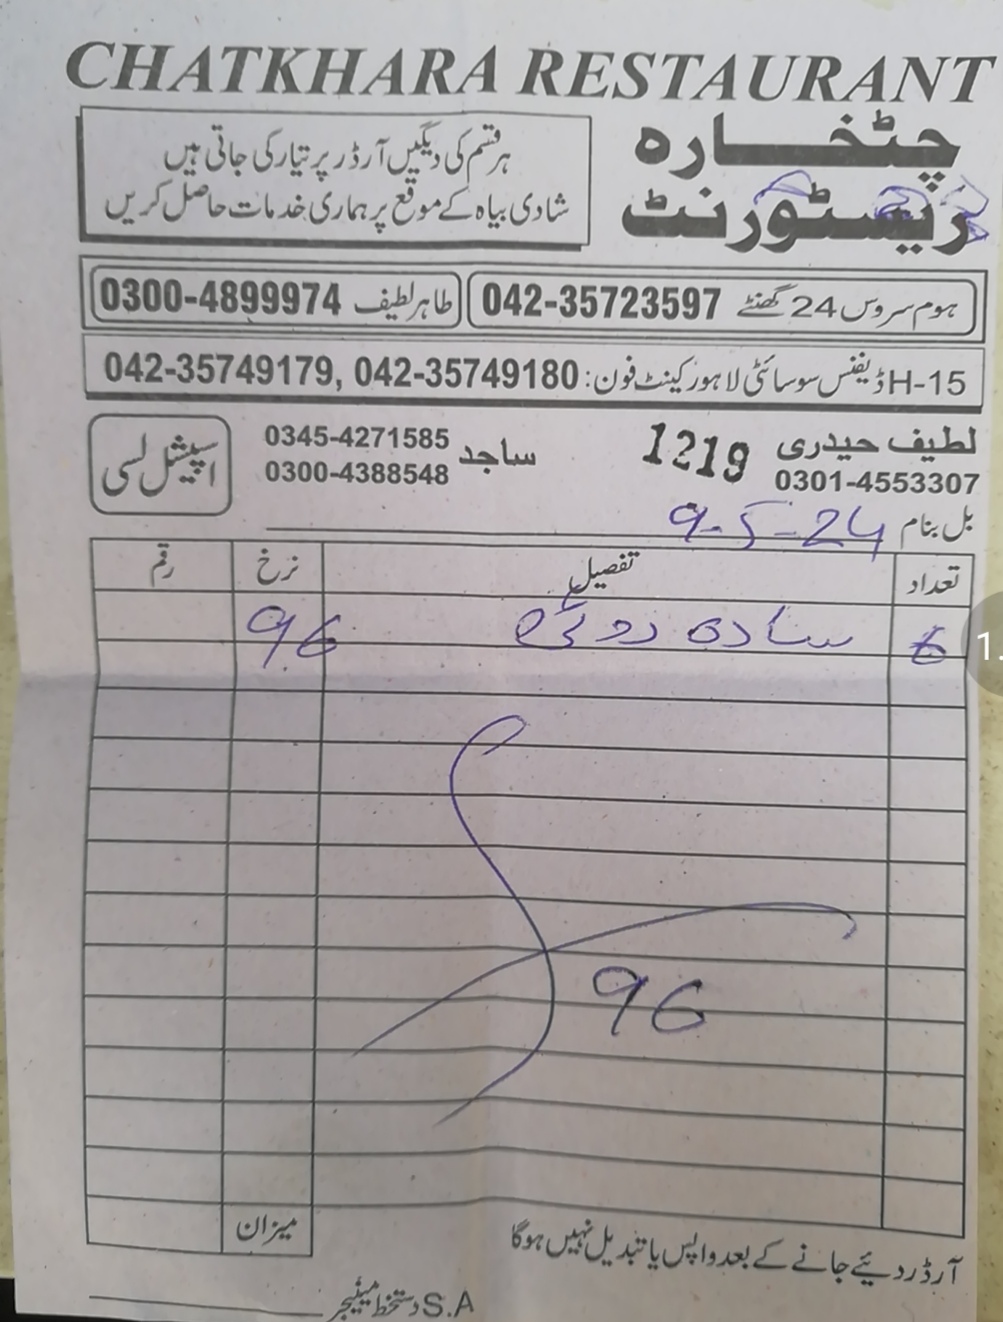 CHATKHARA RESTAURANT
چٹخارہ
ریسٹورنٹ
ہر قسم کی دیگیں آرڈر پر تیار کی جاتی ہیں
شادی بیاہ کے موقع پر ہماری خدمات حاصل کریں
ہوم سروس 24 گھنٹے 042-35723597
طاہر لطیف 0300-4899974
H-15 ڈیفنس سوسائٹی لاہور کینٹ فون: 042-35749179, 042-35749180
لطیف حیدری
0301-4553307
1219
ساجد 0345-4271585
0300-4388548
اسپیشل لسی
بل بنام 9-5-24
تعداد تفصیل نرخ رقم
6 سادہ روٹی 96
96
میزان
آرڈر دیئے جانے کے بعد واپس یا تبدیل نہیں ہوگا
S.A دستخط مینیجر
1.